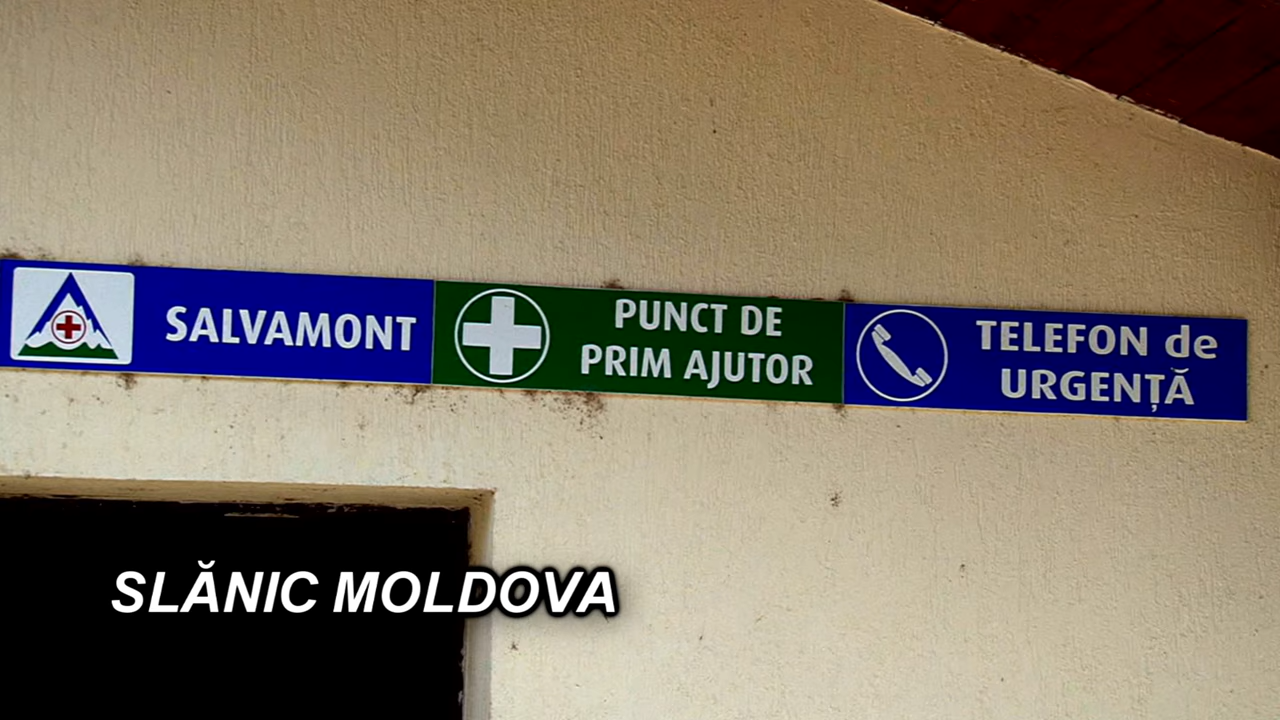 SALVAMONT
PUNCT DE
PRIM AJUTOR
TELEFON de
URGENȚĂ
SLĂNIC MOLDOVA